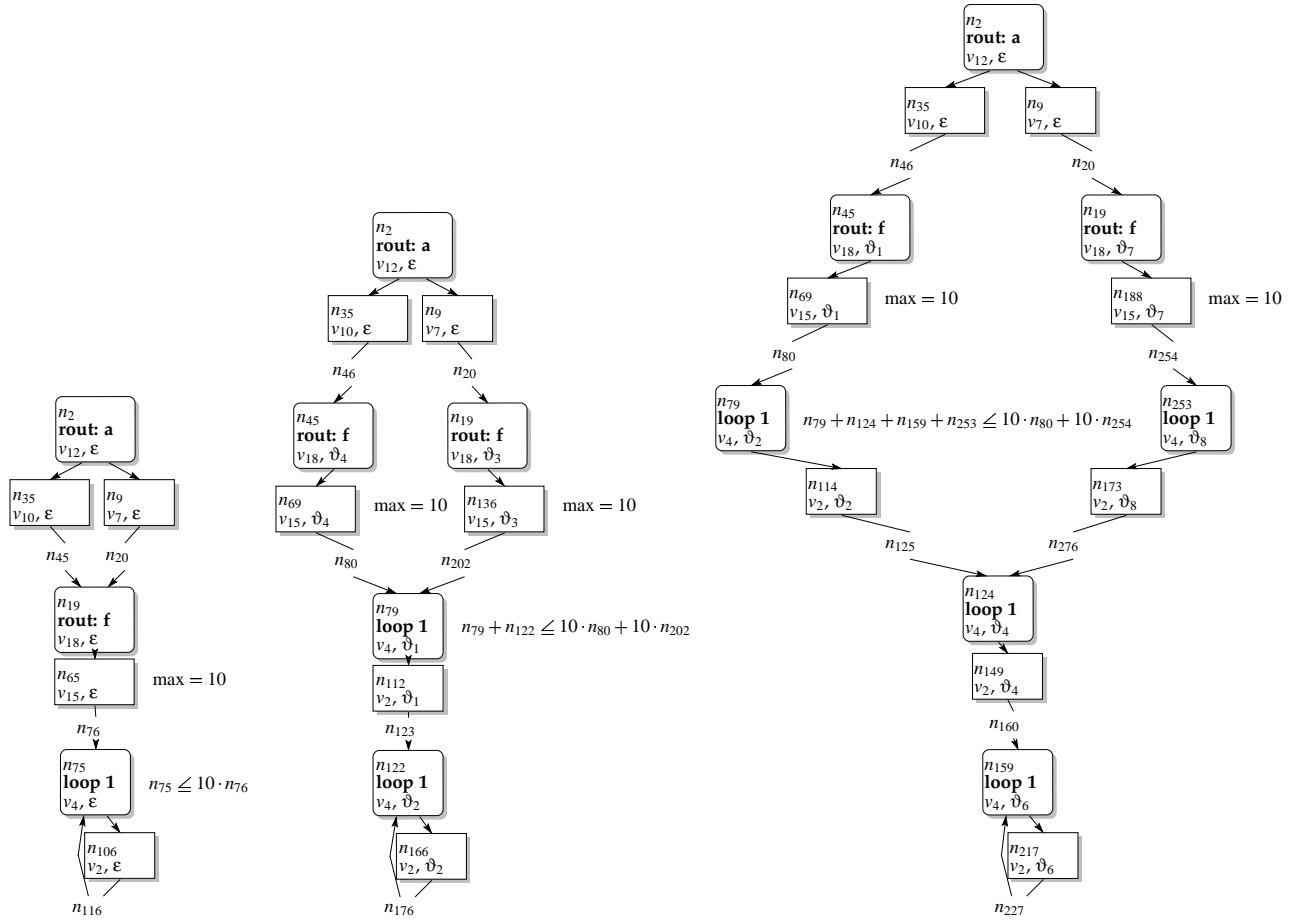 n2
rout: a
v12, ε
n35
v10, ε
n9
v7, ε
n45
n20
n19
rout: f
v18, ε
n65
v15, ε
max = 10
n76
n75
loop 1
v4, ε
n75 ≦ 10 · n76
n106
v2, ε
n116
n2
rout: a
v12, ε
n35
v10, ε
n9
v7, ε
n46
n20
n45
rout: f
v18, ϑ4
n19
rout: f
v18, ϑ3
n69
v15, ϑ4
max = 10
n136
v15, ϑ3
max = 10
n80
n202
n79
loop 1
v4, ϑ1
n79 + n122 ≦ 10 · n80 + 10 · n202
n112
v2, ϑ1
n123
n122
loop 1
v4, ϑ2
n166
v2, ϑ2
n176
n2
rout: a
v12, ε
n35
v10, ε
n9
v7, ε
n46
n20
n45
rout: f
v18, ϑ1
n19
rout: f
v18, ϑ7
n69
v15, ϑ1
max = 10
n188
v15, ϑ7
max = 10
n80
n254
n79
loop 1
v4, ϑ2
n79 + n124 + n159 + n253 ≦ 10 · n80 + 10 · n254
n253
loop 1
v4, ϑ8
n114
v2, ϑ2
n173
v2, ϑ8
n125
n276
n124
loop 1
v4, ϑ4
n149
v2, ϑ4
n160
n159
loop 1
v4, ϑ6
n217
v2, ϑ6
n227